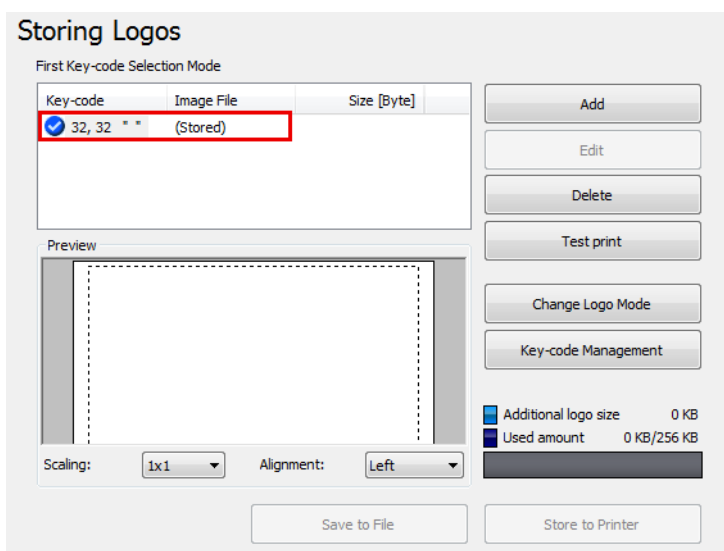 Storing Logos
First Key-code Selection Mode
Key-code Image File Size [Byte]
32, 32 " " (Stored)
Add
Edit
Delete
Test print
Preview
Change Logo Mode
Key-code Management
Additional logo size 0 KB
Used amount 0 KB/256 KB
Scaling: 1x1 Alignment: Left
Save to File Store to Printer